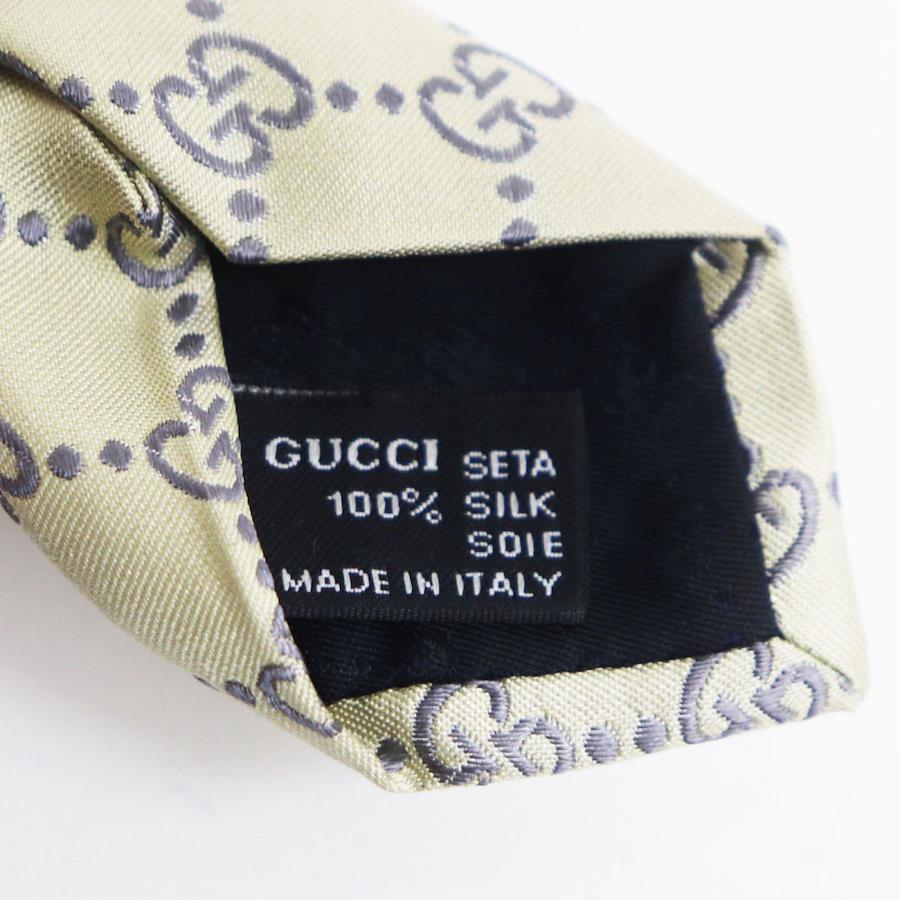 GUCCI SETA
100% SILK
SOIE
MADE IN ITALY